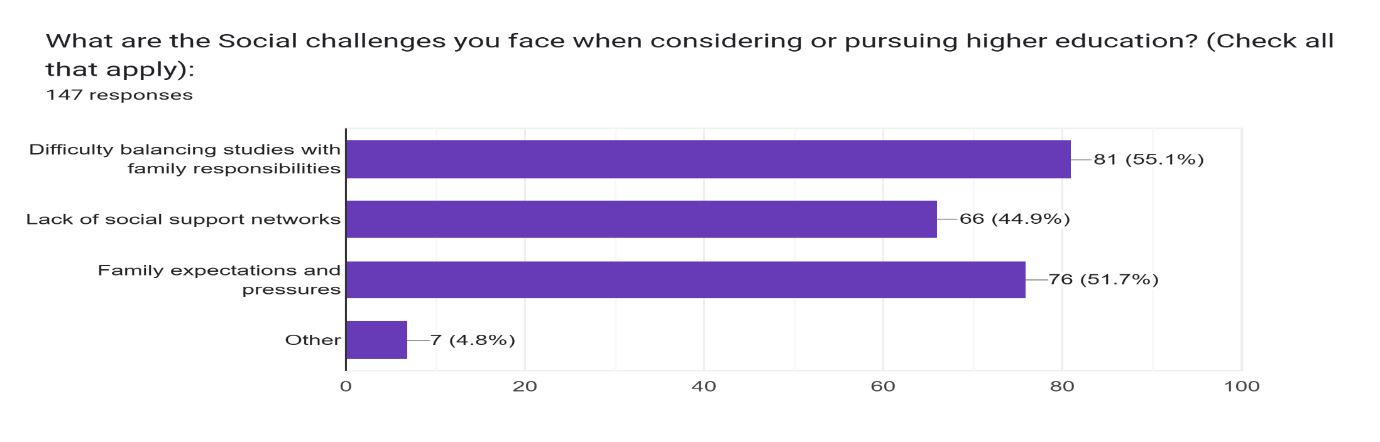 What are the Social challenges you face when considering or pursuing higher education? (Check all
that apply):
147 responses
Difficulty balancing studies with
family responsibilities
81 (55.1%)
Lack of social support networks
66 (44.9%)
Family expectations and
pressures
76 (51.7%)
Other
7 (4.8%)
0 20 40 60 80 100